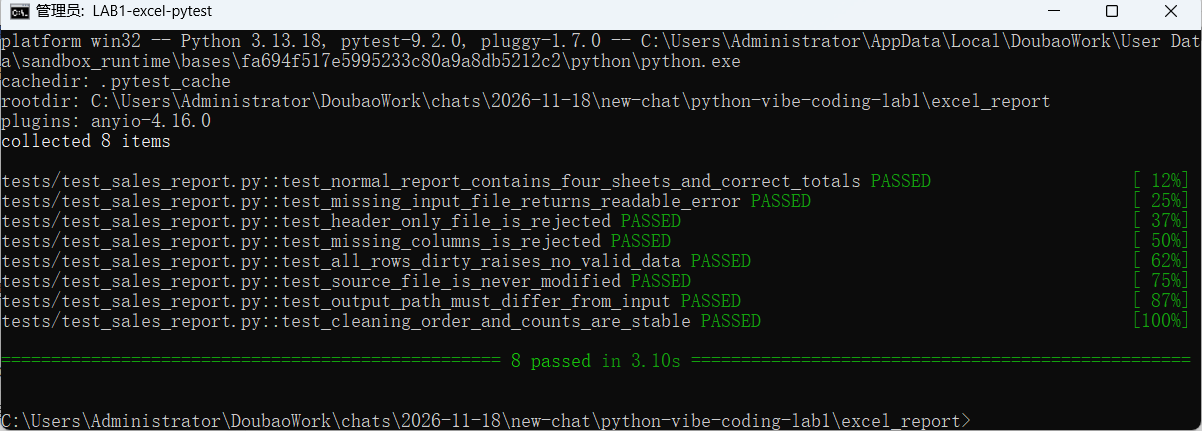 管理员: LAB1-excel-pytest
platform win32 -- Python 3.13.18, pytest-9.2.0, pluggy-1.7.0 -- C:\Users\Administrator\AppData\Local\DoubaoWork\User Dat
a\sandbox_runtime\bases\fa694f517e5995233c80a9a8db5212c2\python\python.exe
cachedir: .pytest_cache
rootdir: C:\Users\Administrator\DoubaoWork\chats\2026-11-18\new-chat\python-vibe-coding-lab1\excel_report
plugins: anyio-4.16.0
collected 8 items
tests/test_sales_report.py::test_normal_report_contains_four_sheets_and_correct_totals PASSED [ 12%]
tests/test_sales_report.py::test_missing_input_file_returns_readable_error PASSED [ 25%]
tests/test_sales_report.py::test_header_only_file_is_rejected PASSED [ 37%]
tests/test_sales_report.py::test_missing_columns_is_rejected PASSED [ 50%]
tests/test_sales_report.py::test_all_rows_dirty_raises_no_valid_data PASSED [ 62%]
tests/test_sales_report.py::test_source_file_is_never_modified PASSED [ 75%]
tests/test_sales_report.py::test_output_path_must_differ_from_input PASSED [ 87%]
tests/test_sales_report.py::test_cleaning_order_and_counts_are_stable PASSED [100%]
================================================== 8 passed in 3.10s ==================================================
C:\Users\Administrator\DoubaoWork\chats\2026-11-18\new-chat\python-vibe-coding-lab1\excel_report>